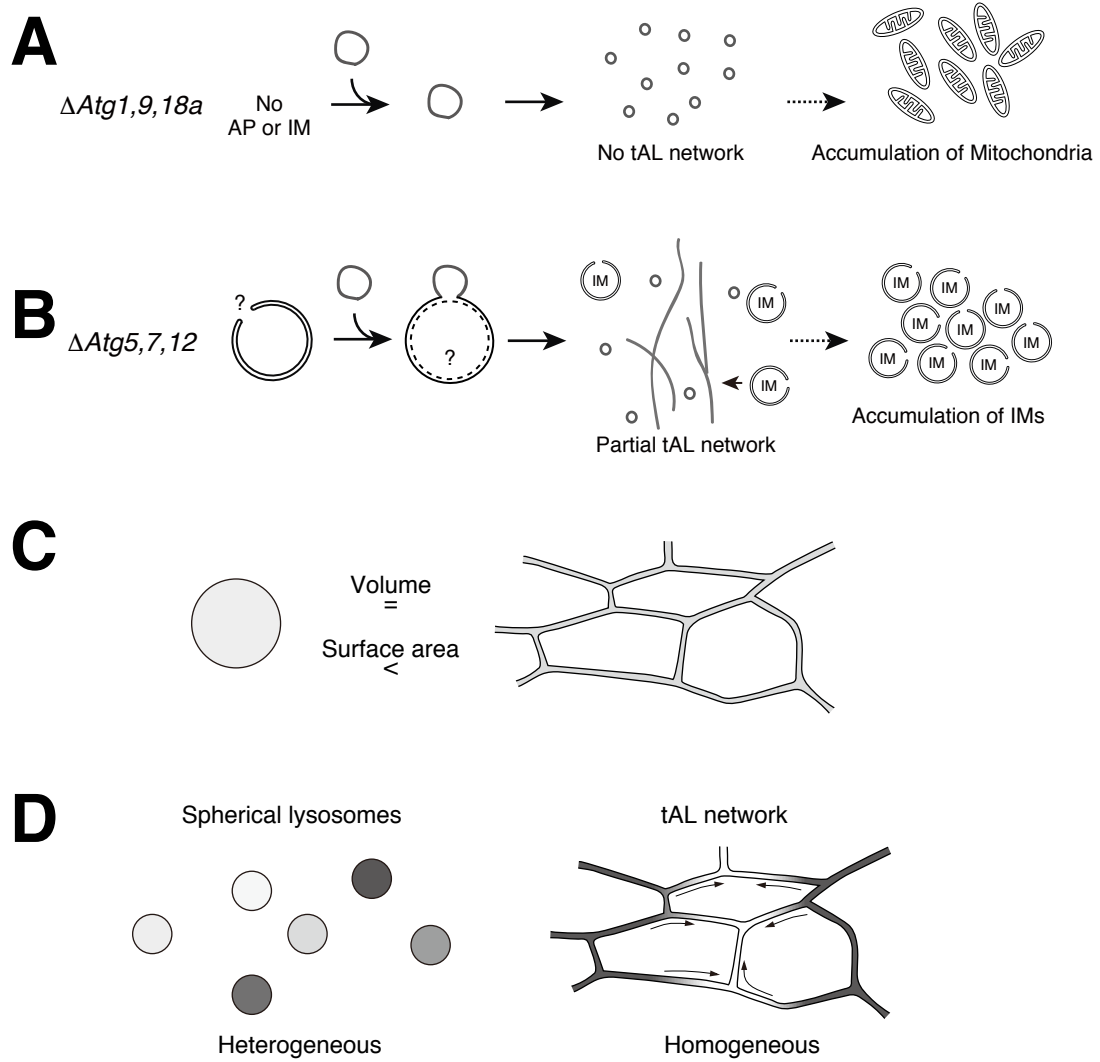 A
ΔAtg1,9,18a
No
AP or IM
No tAL network
Accumulation of Mitochondria
B
ΔAtg5,7,12
?
?
IM
IM
IM
Partial tAL network
IM
IM
IM
IM
IM
IM
IM
IM
IM
Accumulation of IMs
C
Volume
=
Surface area
<
D
Spherical lysosomes
tAL network
Heterogeneous
Homogeneous